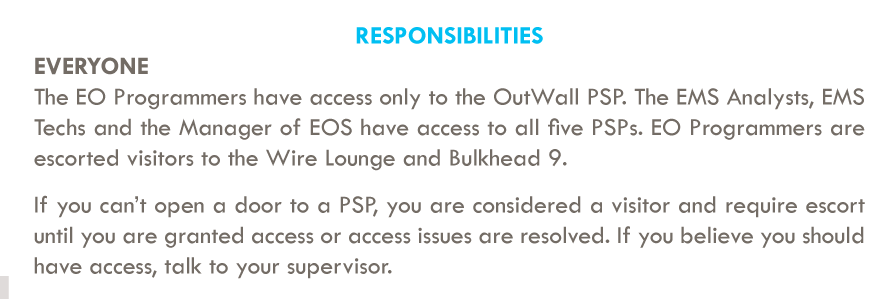 RESPONSIBILITIES
EVERYONE
The EO Programmers have access only to the OutWall PSP. The EMS Analysts, EMS
Techs and the Manager of EOS have access to all five PSPs. EO Programmers are
escorted visitors to the Wire Lounge and Bulkhead 9.
If you can’t open a door to a PSP, you are considered a visitor and require escort
until you are granted access or access issues are resolved. If you believe you should
have access, talk to your supervisor.